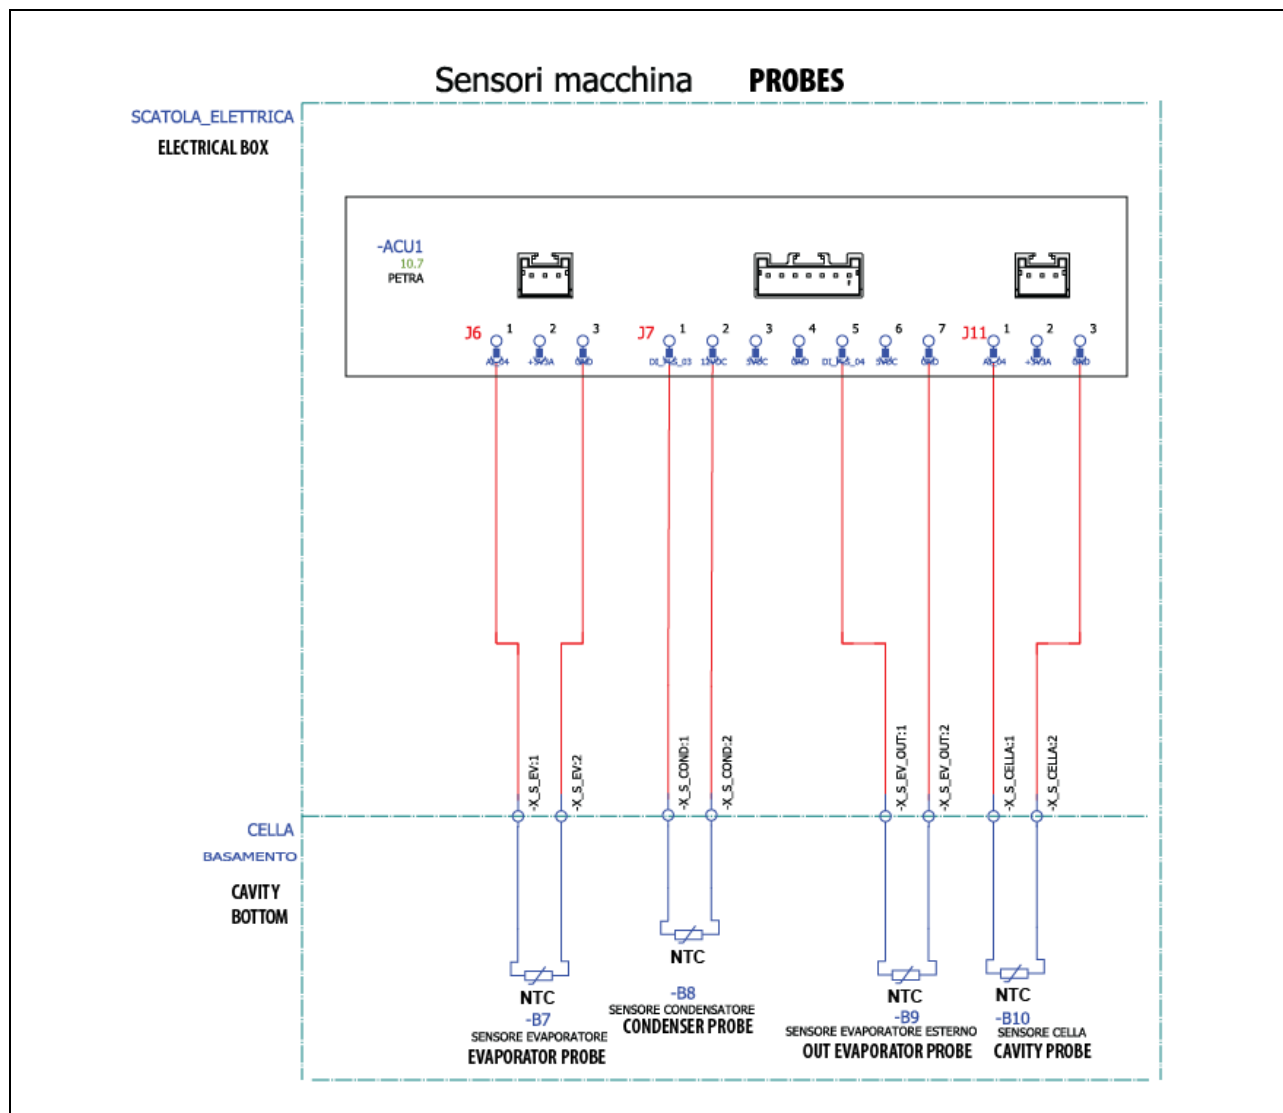 Sensori macchina PROBES
SCATOLA_ELETTRICA
ELECTRICAL BOX
-ACU1
10.7
PETRA
J6 1 2 3 J7 1 2 3 4 5 6 7 J11 1 2 3
AI_04 +3V3A GND DI_PLS_03 12VDC 5VDC GND DI_PLS_04 5VDC GND AI_04 +3V3A GND
-X_S_EV:1
-X_S_EV:2
-X_S_COND:1
-X_S_COND:2
-X_S_EV_OUT:1
-X_S_EV_OUT:2
-X_S_CELLA:1
-X_S_CELLA:2
CELLA
BASAMENTO
CAVITY
BOTTOM
NTC
-B7
SENSORE EVAPORATORE
EVAPORATOR PROBE
NTC
-B8
SENSORE CONDENSATORE
CONDENSER PROBE
NTC
-B9
SENSORE EVAPORATORE ESTERNO
OUT EVAPORATOR PROBE
NTC
-B10
SENSORE CELLA
CAVITY PROBE